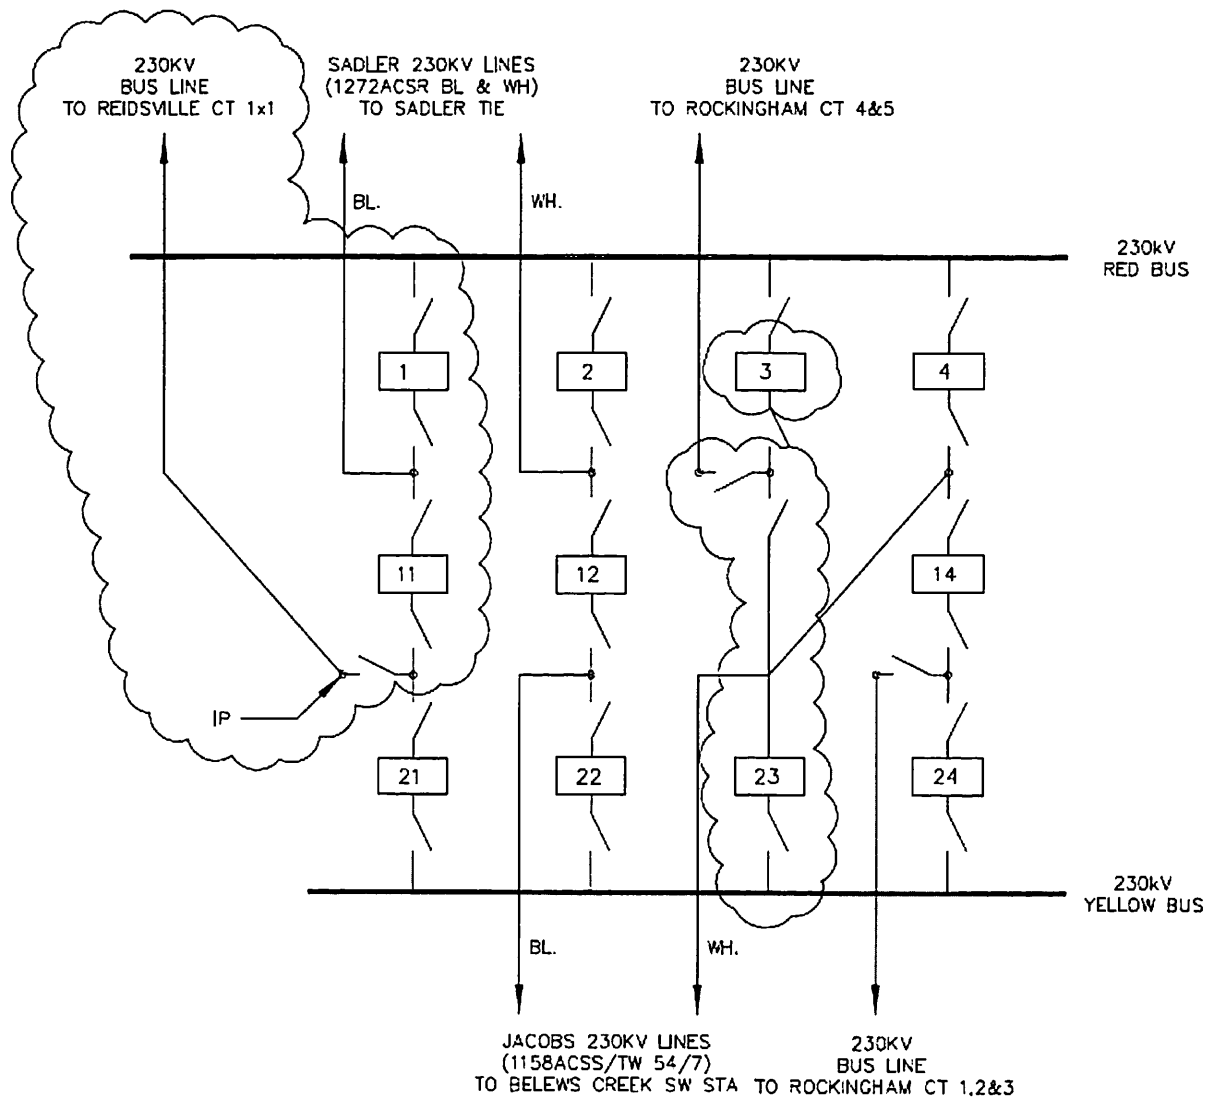 230KV
BUS LINE
TO REIDSVILLE CT 1x1
SADLER 230KV LINES
(1272ACSR BL & WH)
TO SADLER TIE
230KV
BUS LINE
TO ROCKINGHAM CT 4&5
BL.
WH.
230kV
RED BUS
1
2
3
4
11
12
14
IP
21
22
23
24
230kV
YELLOW BUS
BL.
WH.
JACOBS 230KV LINES
(1158ACSS/TW 54/7)
TO BELEWS CREEK SW STA
230KV
BUS LINE
TO ROCKINGHAM CT 1,2&3